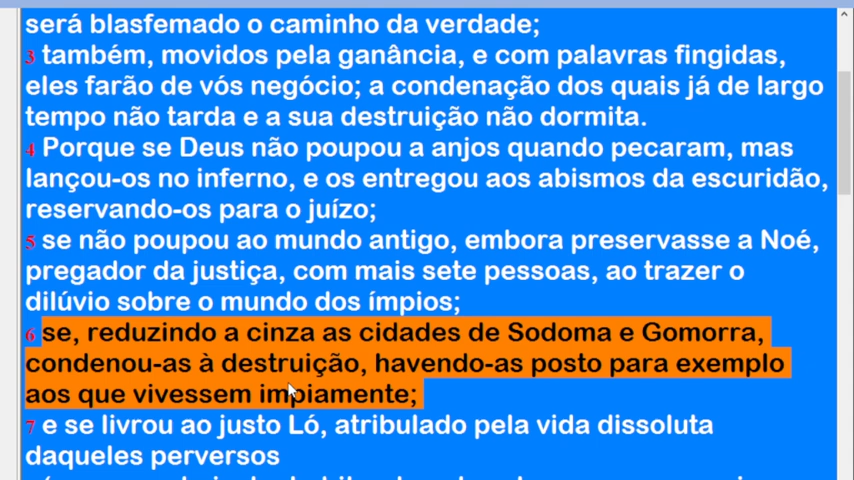 será blasfemado o caminho da verdade;
3 também, movidos pela ganância, e com palavras fingidas,
eles farão de vós negócio; a condenação dos quais já de largo
tempo não tarda e a sua destruição não dormita.
4 Porque se Deus não poupou a anjos quando pecaram, mas
lançou-os no inferno, e os entregou aos abismos da escuridão,
reservando-os para o juízo;
5 se não poupou ao mundo antigo, embora preservasse a Noé,
pregador da justiça, com mais sete pessoas, ao trazer o
dilúvio sobre o mundo dos ímpios;
6 se, reduzindo a cinza as cidades de Sodoma e Gomorra,
condenou-as à destruição, havendo-as posto para exemplo
aos que vivessem impiamente;
7 e se livrou ao justo Ló, atribulado pela vida dissoluta
daqueles perversos